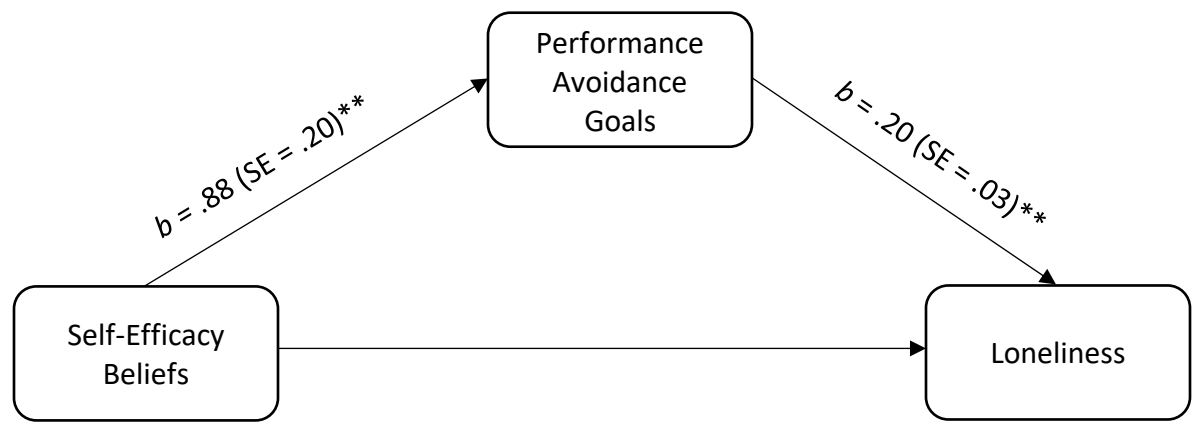 Performance
Avoidance
Goals
b = .88 (SE = .20)**
b = .20 (SE = .03)**
Self-Efficacy
Beliefs
Loneliness